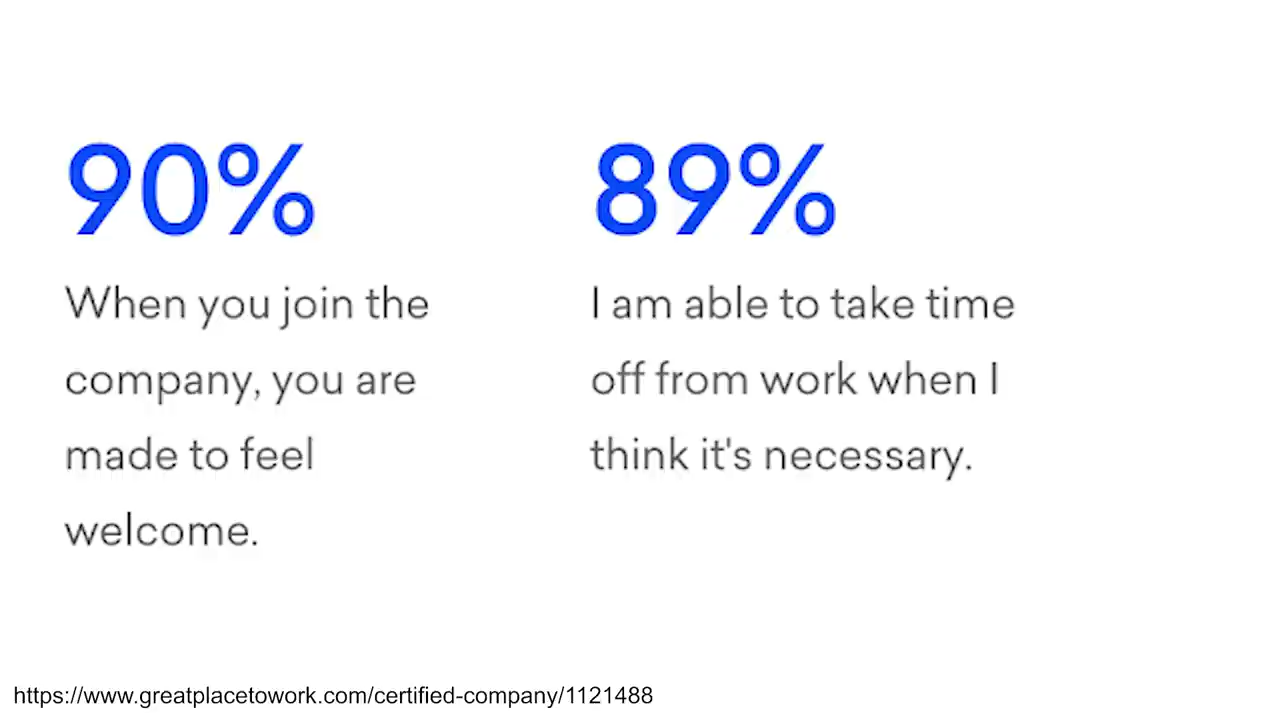 90%
When you join the
company, you are
made to feel
welcome.
89%
I am able to take time
off from work when I
think it's necessary.
https://www.greatplacetowork.com/certified-company/1121488